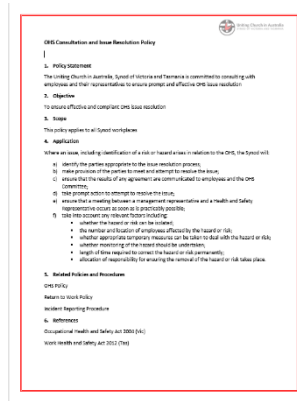 Uniting Church in Australia
OHS Consultation and Issue Resolution Policy
1. Policy Statement
The Uniting Church in Australia, Synod of Victoria and Tasmania is committed to consulting with
employees and their representatives to ensure prompt and effective OHS issue resolution
2. Objective
To ensure effective and compliant OHS issue resolution
3. Scope
This policy applies to all Synod workplaces
4. Application
Where an issue, including identification of a risk or hazard arises in relation to the OHS, the Synod will:
a) identify the parties appropriate to the issue resolution process;
b) make provision of the parties to meet and attempt to resolve the issue;
c) ensure that the results of any agreement are communicated to employees and the OHS
Committee;
d) take prompt action to attempt to resolve the issue;
e) ensure that a meeting between a management representative and a Health and Safety
Representative occurs as soon as is practicably possible;
f) take into account any relevant factors including:
• whether the hazard or risk can be isolated;
• the number and location of employees affected by the hazard or risk;
• whether appropriate temporary measures can be taken to deal with the hazard or risk;
• whether monitoring of the hazard should be undertaken;
• length of time required to correct the hazard or risk permanently;
• allocation of responsibility for ensuring the removal of the hazard or risk takes place.
5. Related Policies and Procedures
OHS Policy
Return to Work Policy
Incident Reporting Procedure
6. References
Occupational Health and Safety Act 2004 (Vic)
Work Health and Safety Act 2012 (Tas)